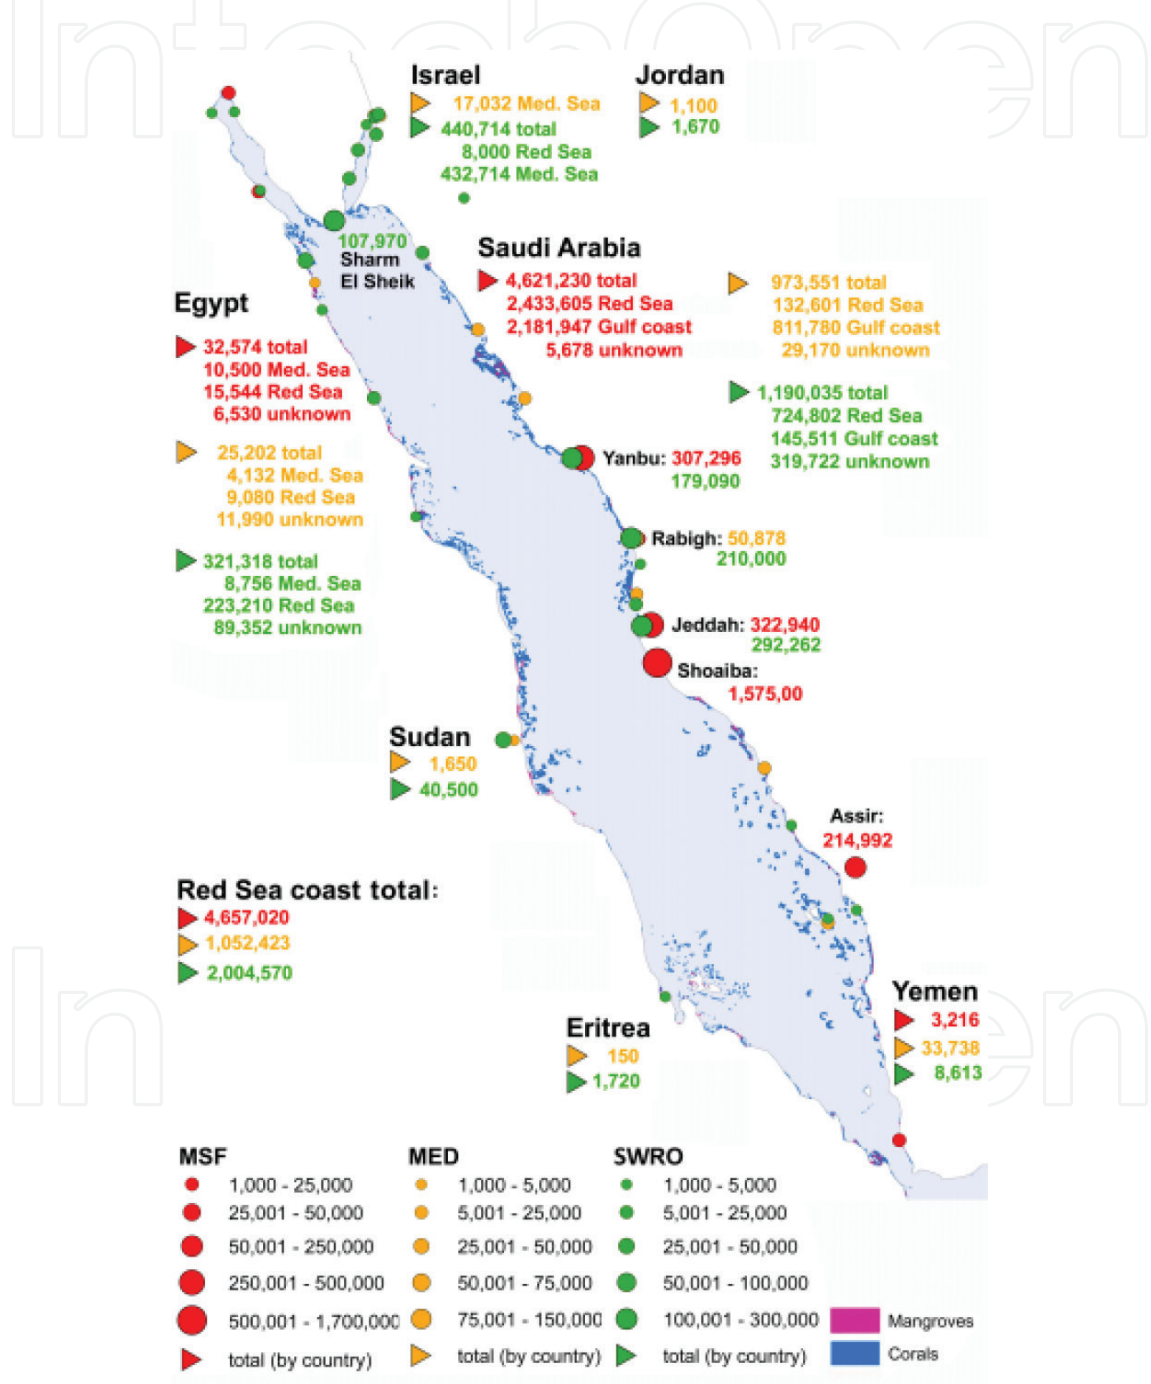 IntechOpen
Israel
17,032 Med. Sea
440,714 total
8,000 Red Sea
432,714 Med. Sea
Jordan
1,100
1,670
107,970
Sharm
El Sheik
Saudi Arabia
4,621,230 total
2,433,605 Red Sea
2,181,947 Gulf coast
5,678 unknown
973,551 total
132,601 Red Sea
811,780 Gulf coast
29,170 unknown
1,190,035 total
724,802 Red Sea
145,511 Gulf coast
319,722 unknown
Egypt
32,574 total
10,500 Med. Sea
15,544 Red Sea
6,530 unknown
25,202 total
4,132 Med. Sea
9,080 Red Sea
11,990 unknown
321,318 total
8,756 Med. Sea
223,210 Red Sea
89,352 unknown
Yanbu: 307,296
179,090
Rabigh: 50,878
210,000
Jeddah: 322,940
292,262
Shoaiba:
1,575,00
Sudan
1,650
40,500
Assir:
214,992
Red Sea coast total:
4,657,020
1,052,423
2,004,570
In
pen
Yemen
3,216
33,738
8,613
Eritrea
150
1,720
MSF
1,000 - 25,000
25,001 - 50,000
50,001 - 250,000
250,001 - 500,000
500,001 - 1,700,000
total (by country)
MED
1,000 - 5,000
5,001 - 25,000
25,001 - 50,000
50,001 - 75,000
75,001 - 150,000
total (by country)
SWRO
1,000 - 5,000
5,001 - 25,000
25,001 - 50,000
50,001 - 100,000
100,001 - 300,000
total (by country)
Mangroves
Corals